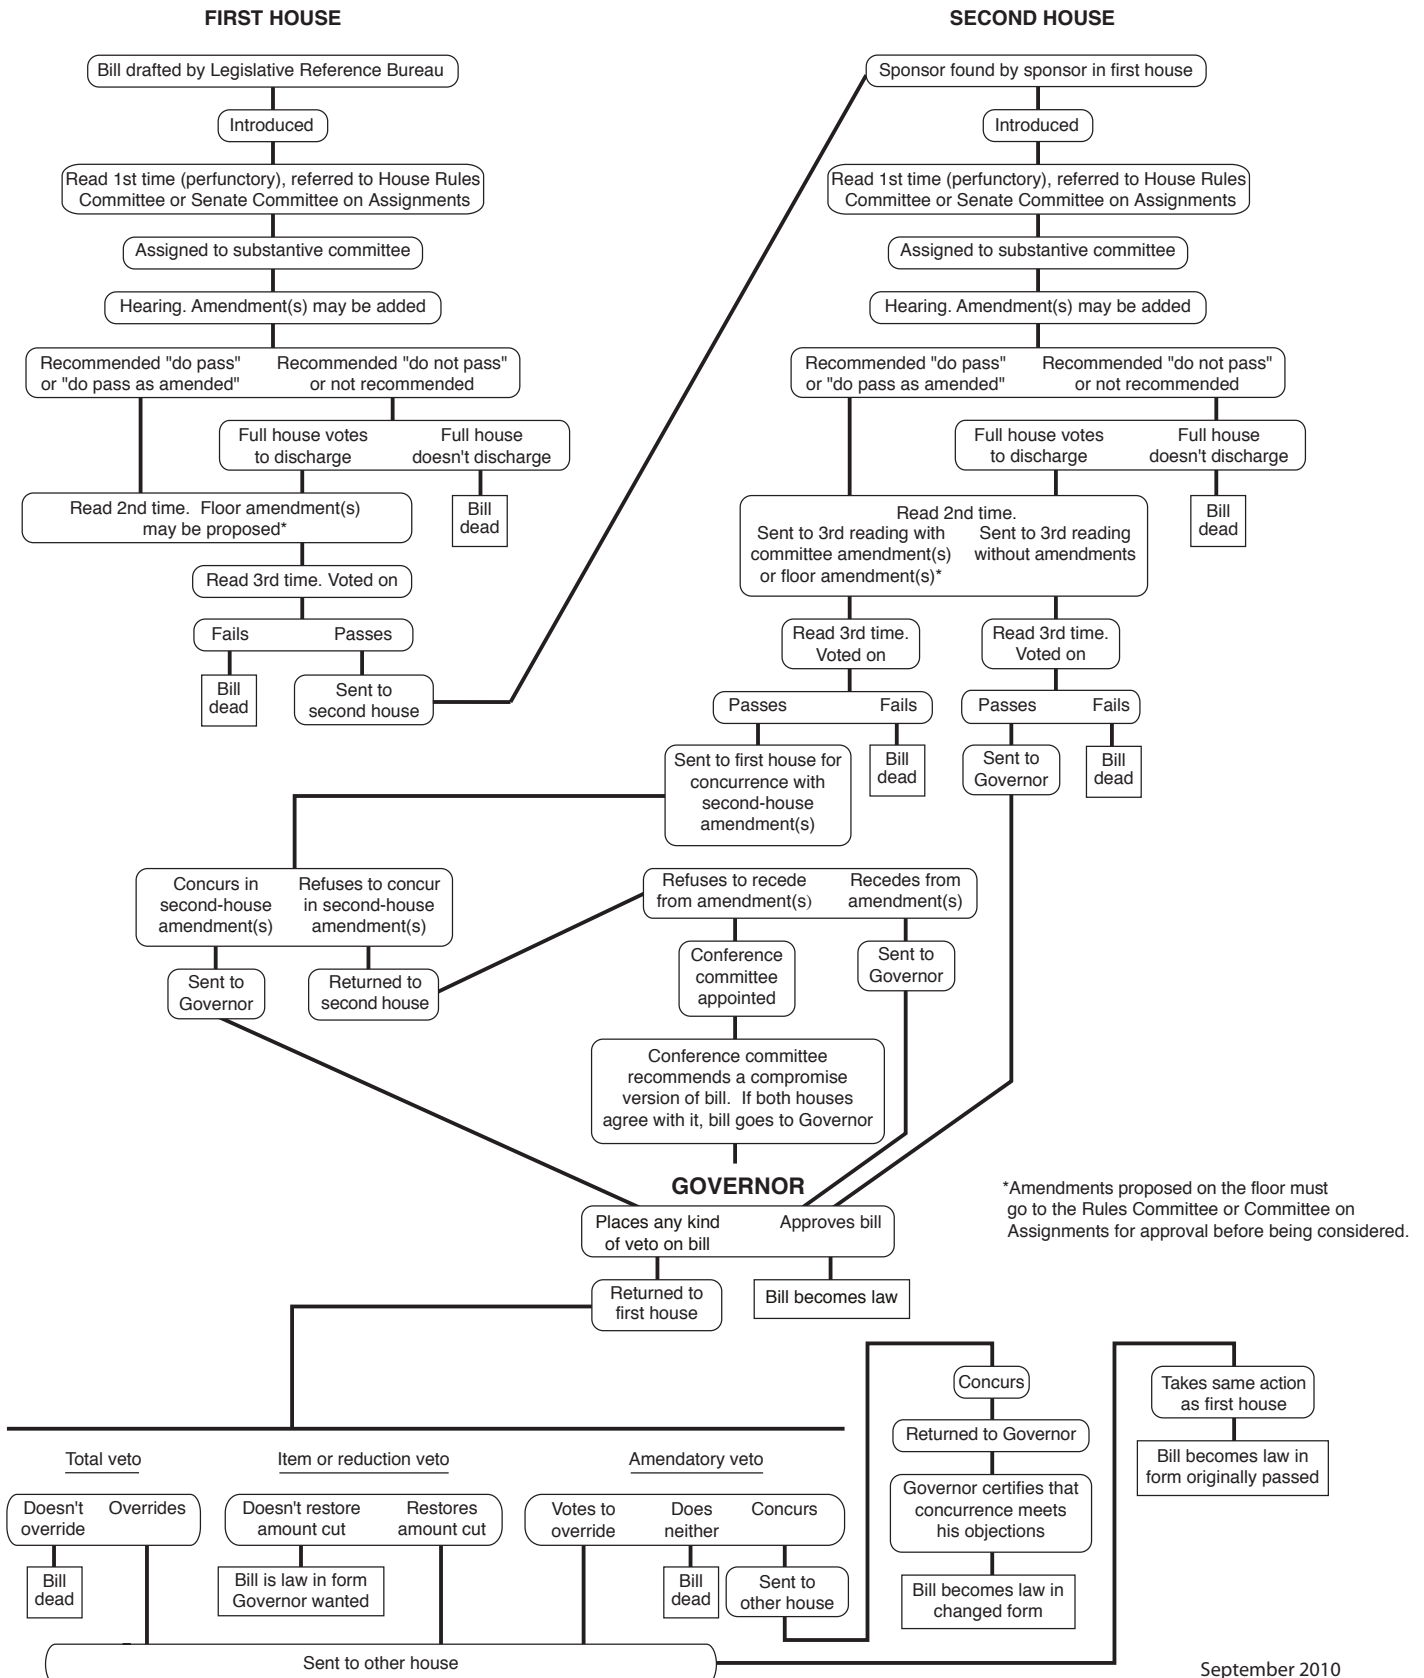 FIRST HOUSE
Bill drafted by Legislative Reference Bureau
Introduced
Read 1st time (perfunctory), referred to House Rules
Committee or Senate Committee on Assignments
Assigned to substantive committee
Hearing. Amendment(s) may be added
Recommended "do pass"
or "do pass as amended"
Recommended "do not pass"
or not recommended
Full house votes
to discharge
Full house
doesn't discharge
Bill
dead
Read 2nd time. Floor amendment(s)
may be proposed*
Read 3rd time. Voted on
Fails
Passes
Bill
dead
Sent to
second house
SECOND HOUSE
Sponsor found by sponsor in first house
Introduced
Read 1st time (perfunctory), referred to House Rules
Committee or Senate Committee on Assignments
Assigned to substantive committee
Hearing. Amendment(s) may be added
Recommended "do pass"
or "do pass as amended"
Recommended "do not pass"
or not recommended
Full house votes
to discharge
Full house
doesn't discharge
Bill
dead
Read 2nd time.
Sent to 3rd reading with
committee amendment(s)
or floor amendment(s)*
Sent to 3rd reading
without amendments
Read 3rd time.
Voted on
Read 3rd time.
Voted on
Passes
Fails
Passes
Fails
Sent to first house for
concurrence with
second-house
amendment(s)
Bill
dead
Sent to
Governor
Bill
dead
Concurs in
second-house
amendment(s)
Refuses to concur
in second-house
amendment(s)
Sent to
Governor
Returned to
second house
Refuses to recede
from amendment(s)
Recedes from
amendment(s)
Conference
committee
appointed
Sent to
Governor
Conference committee
recommends a compromise
version of bill. If both houses
agree with it, bill goes to Governor
GOVERNOR
Places any kind
of veto on bill
Approves bill
Returned to
first house
Bill becomes law
*Amendments proposed on the floor must
go to the Rules Committee or Committee on
Assignments for approval before being considered.
Total veto
Doesn't
override
Overrides
Bill
dead
Item or reduction veto
Doesn't restore
amount cut
Restores
amount cut
Bill is law in form
Governor wanted
Amendatory veto
Votes to
override
Does
neither
Concurs
Bill
dead
Sent to
other house
Sent to other house
Concurs
Returned to Governor
Governor certifies that
concurrence meets
his objections
Bill becomes law in
changed form
Takes same action
as first house
Bill becomes law in
form originally passed
September 2010